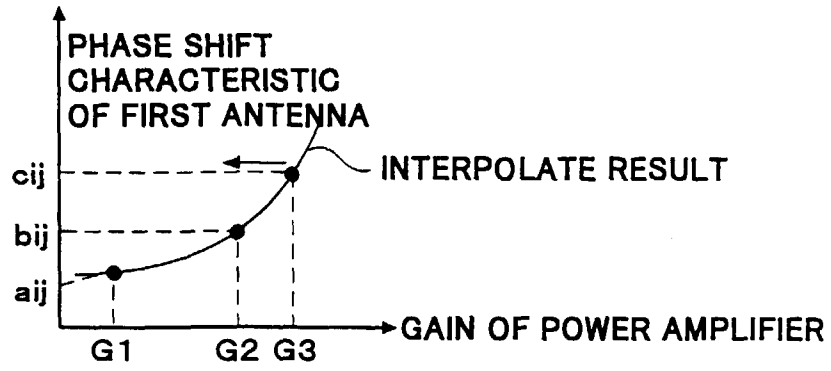 PHASE SHIFT
CHARACTERISTIC
OF FIRST ANTENNA
INTERPOLATE RESULT
cij
bij
aij
G1 G2 G3
GAIN OF POWER AMPLIFIER